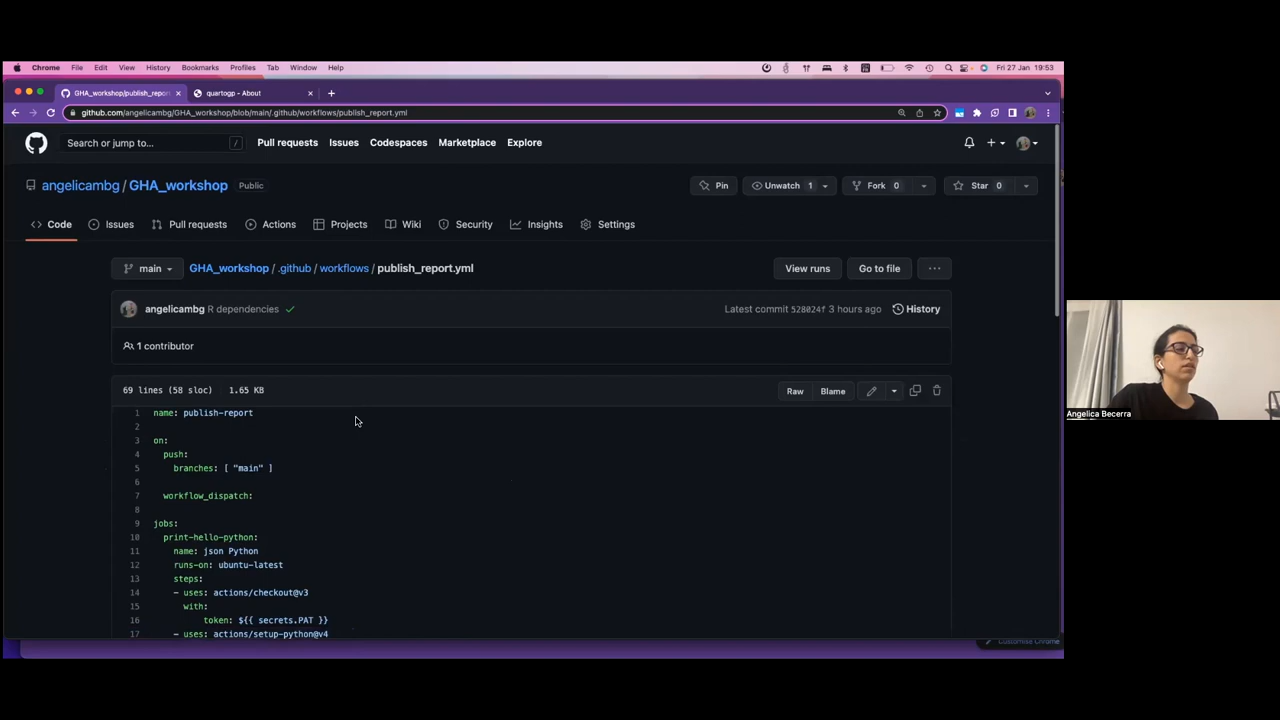 Chrome File Edit View History Bookmarks Profiles Tab Window Help Fri 27 Jan 19:53
GHA_workshop/publish_report × quartogp - About × +
github.com/angelicambg/GHA_workshop/blob/main/.github/workflows/publish_report.yml
Search or jump to... / Pull requests Issues Codespaces Marketplace Explore
angelicambg / GHA_workshop Public Pin Unwatch 1 Fork 0 Star 0
<> Code Issues Pull requests Actions Projects Wiki Security Insights Settings
main GHA_workshop / .github / workflows / publish_report.yml View runs Go to file ...
angelicambg R dependencies Latest commit 528024f 3 hours ago History
1 contributor
69 lines (58 sloc) 1.65 KB Raw Blame
1 name: publish-report
2
3 on:
4 push:
5 branches: [ "main" ]
6
7 workflow_dispatch:
8
9 jobs:
10 print-hello-python:
11 name: json Python
12 runs-on: ubuntu-latest
13 steps:
14 - uses: actions/checkout@v3
15 with:
16 token: ${{ secrets.PAT }}
17 - uses: actions/setup-python@v4
Customise Chrome
Angelica Becerra